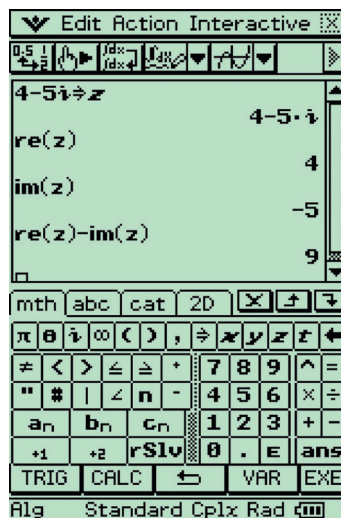 Edit Action Interactive
4-5i⇒z
4-5·i
re(z)
4
im(z)
-5
re(z)-im(z)
9
mth abc cat 2D
π θ i ∞ ( ) , ⇒ x y z t ←
≠ < > ≤ ≥ 7 8 9 ^ =
" # | ∠ n 4 5 6 × ÷
an bn cn 1 2 3 + -
+1 +2 rSlv 0 . E ans
TRIG CALC VAR EXE
Alg Standard Cplx Rad